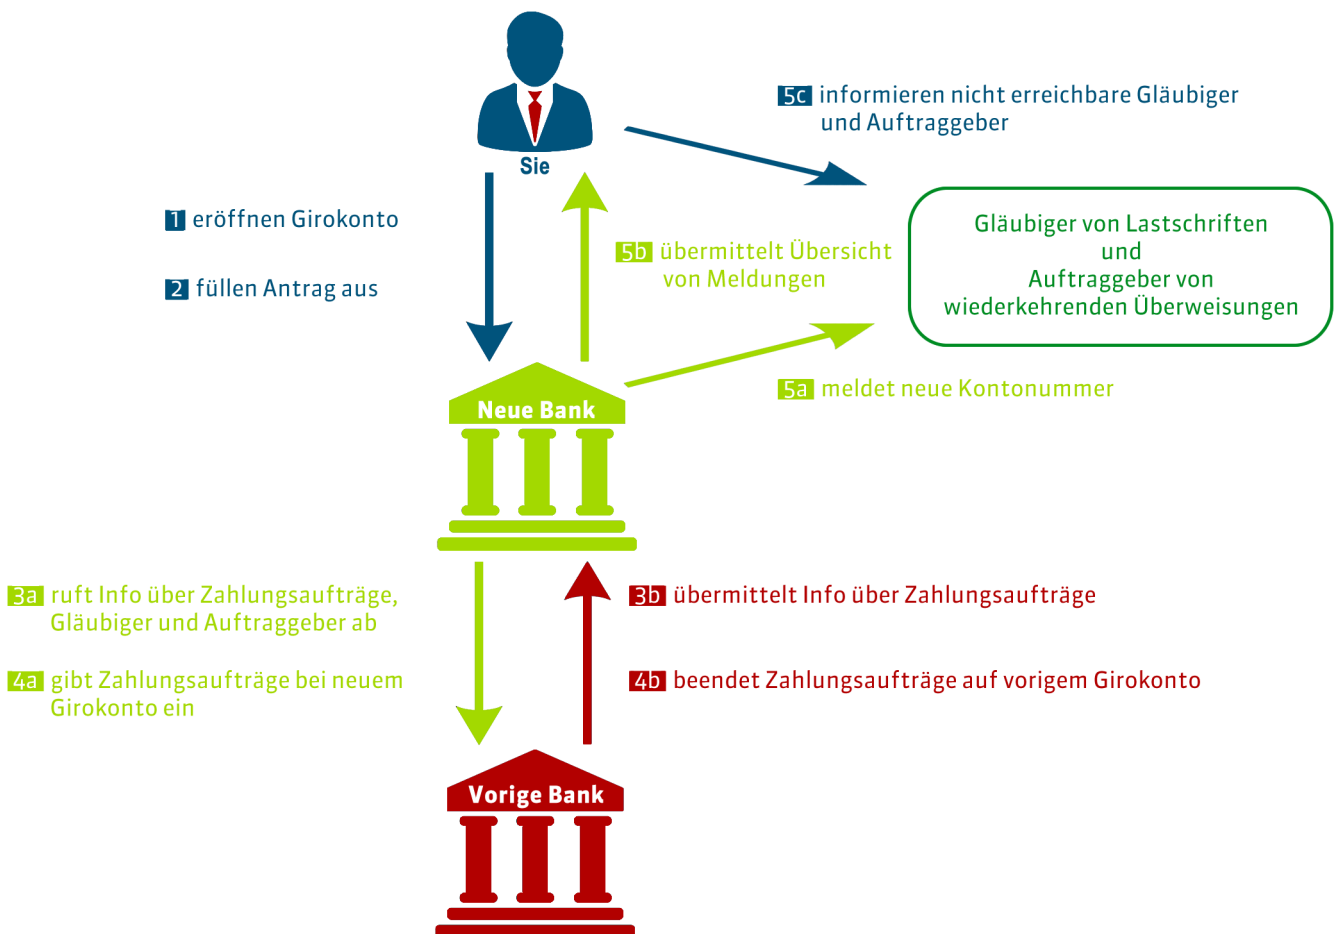 Sie
5c informieren nicht erreichbare Gläubiger
und Auftraggeber
1 eröffnen Girokonto
2 füllen Antrag aus
5b übermittelt Übersicht
von Meldungen
Gläubiger von Lastschriften
und
Auftraggeber von
wiederkehrenden Überweisungen
5a meldet neue Kontonummer
Neue Bank
3a ruft Info über Zahlungsaufträge,
Gläubiger und Auftraggeber ab
3b übermittelt Info über Zahlungsaufträge
4a gibt Zahlungsaufträge bei neuem
Girokonto ein
4b beendet Zahlungsaufträge auf vorigem Girokonto
Vorige Bank